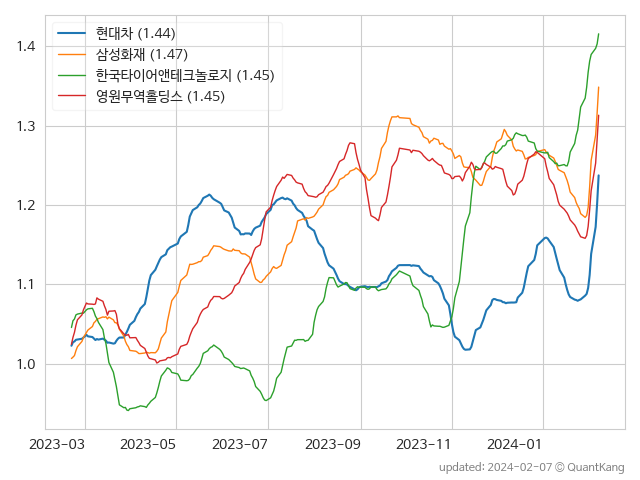 현대차 (1.44)
삼성화재 (1.47)
한국타이어앤테크놀로지 (1.45)
영원무역홀딩스 (1.45)
1.4
1.3
1.2
1.1
1.0
2023-03 2023-05 2023-07 2023-09 2023-11 2024-01
updated: 2024-02-07 © QuantKang